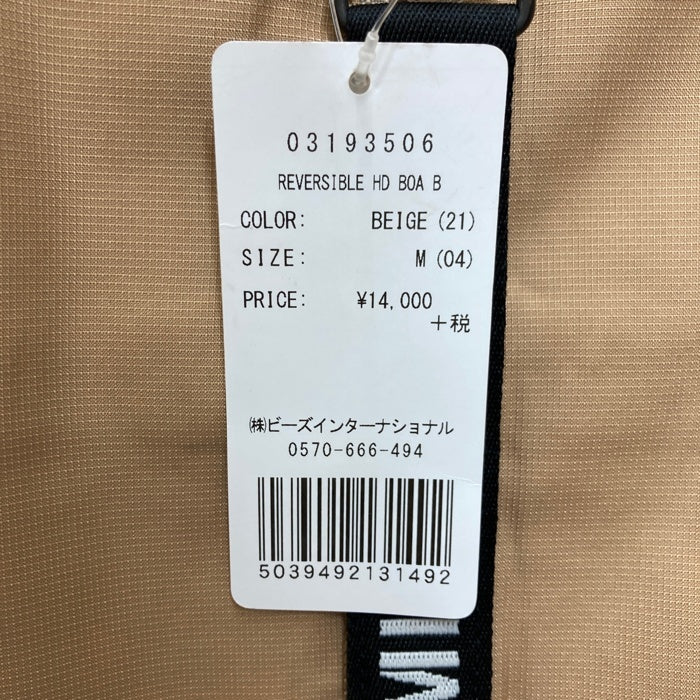 03193506
REVERSIBLE HD BOA B
COLOR: BEIGE (21)
SIZE: M (04)
PRICE: ¥14,000
+税
㈱ビーズインターナショナル
0570-666-494
5039492131492